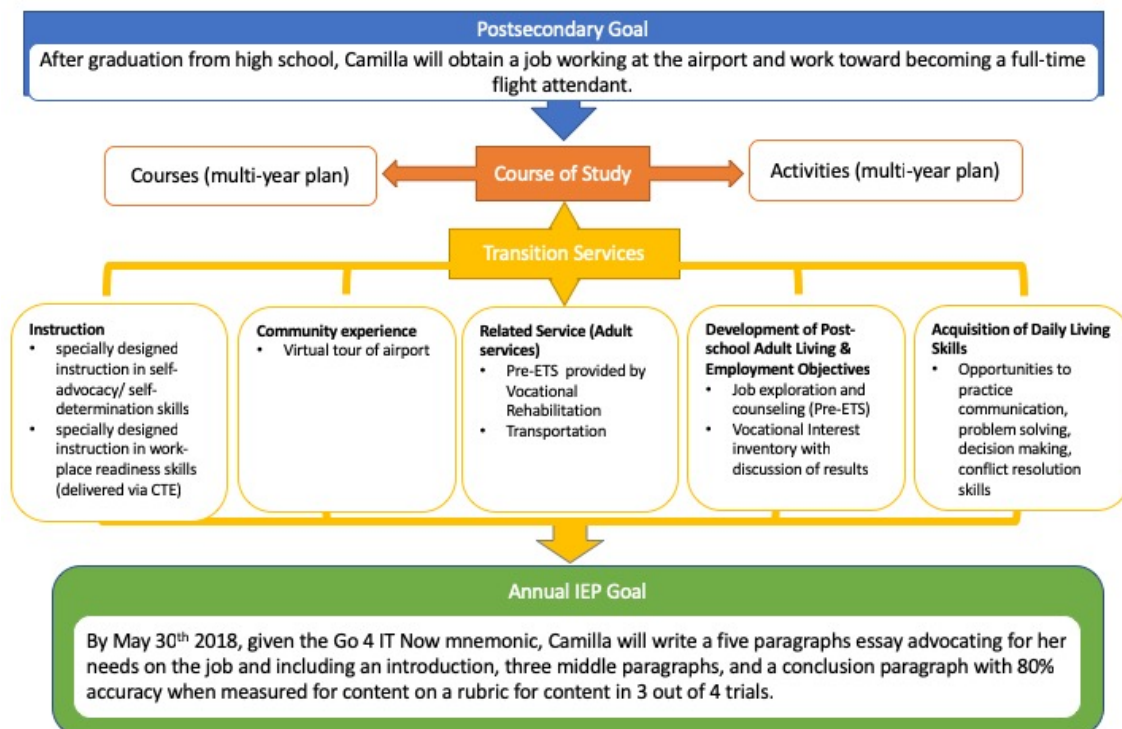 Postsecondary Goal
After graduation from high school, Camilla will obtain a job working at the airport and work toward becoming a full-time
flight attendant.
Courses (multi-year plan)
Course of Study
Activities (multi-year plan)
Transition Services
Instruction
• specially designed
instruction in self-
advocacy/ self-
determination skills
• specially designed
instruction in work-
place readiness skills
(delivered via CTE)
Community experience
• Virtual tour of airport
Related Service (Adult
services)
• Pre-ETS provided by
Vocational
Rehabilitation
• Transportation
Development of Post-
school Adult Living &
Employment Objectives
• Job exploration and
counseling (Pre-ETS)
• Vocational Interest
inventory with
discussion of results
Acquisition of Daily Living
Skills
• Opportunities to
practice
communication,
problem solving,
decision making,
conflict resolution
skills
Annual IEP Goal
By May 30th 2018, given the Go 4 IT Now mnemonic, Camilla will write a five paragraphs essay advocating for her
needs on the job and including an introduction, three middle paragraphs, and a conclusion paragraph with 80%
accuracy when measured for content on a rubric for content in 3 out of 4 trials.